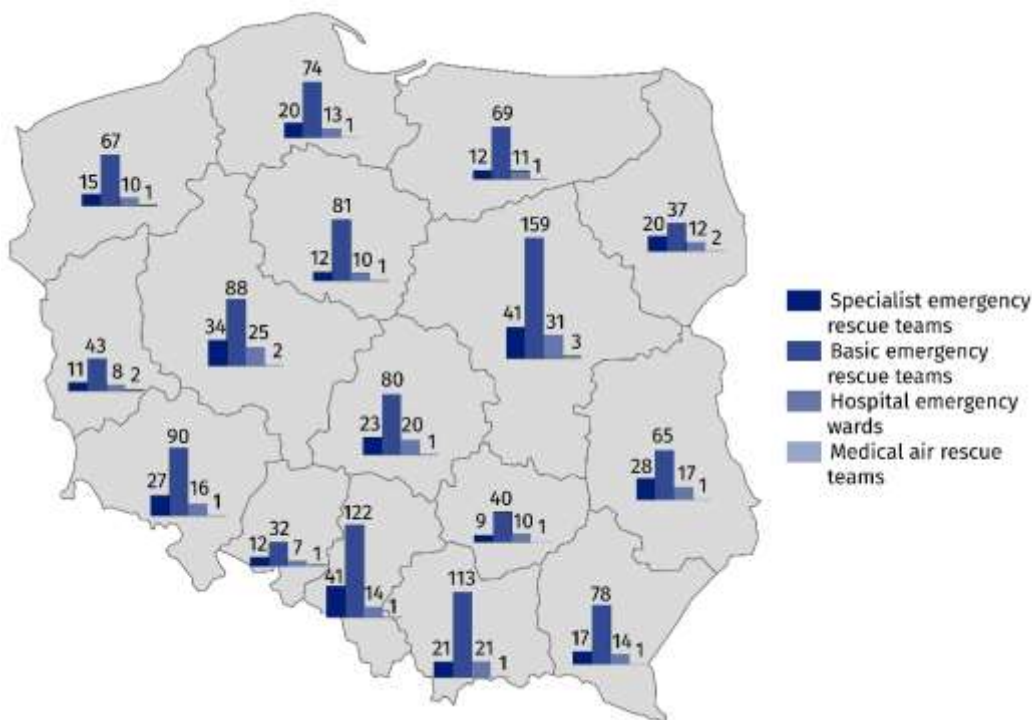 74
20 13 1
69
12 11 1
67
15 10 1
37
20 12 2
81
12 10 1
159
41 31 3
88
34 25 2
43
11 8 2
80
23 20 1
90
27 16 1
65
28 17 1
40
9 10 1
32
12 7 1
122
41 14 1
113
21 21 1
78
17 14 1
Specialist emergency
rescue teams
Basic emergency
rescue teams
Hospital emergency
wards
Medical air rescue
teams